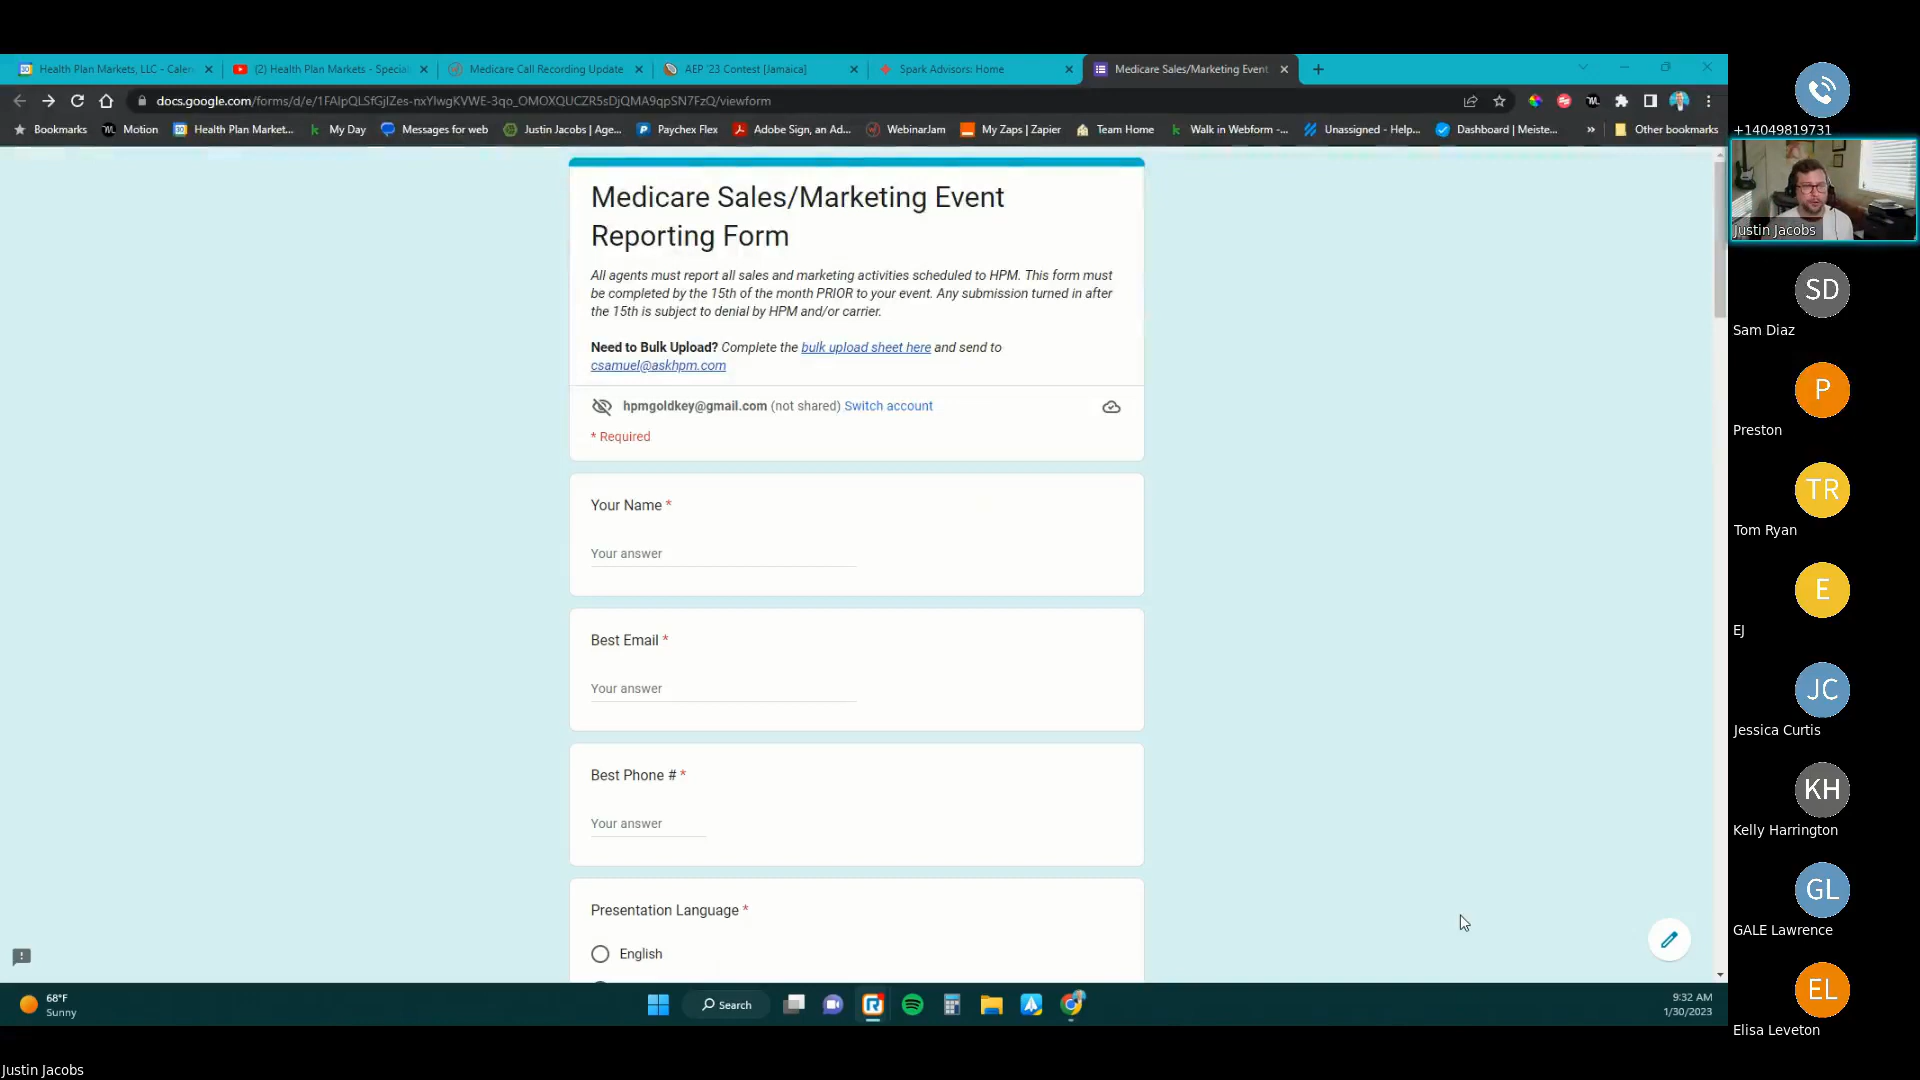 Health Plan Markets, LLC - Calen
(2) Health Plan Markets - Special
Medicare Call Recording Update
AEP '23 Contest [Jamaica]
Spark Advisors: Home
Medicare Sales/Marketing Event
docs.google.com/forms/d/e/1FAIpQLSfGjIZes-nxYlwgKVWE-3qo_OMOXQUCZR5sDjQMA9qpSN7FzQ/viewform
Bookmarks
Motion
Health Plan Market...
My Day
Messages for web
Justin Jacobs | Age...
Paychex Flex
Adobe Sign, an Ad...
WebinarJam
My Zaps | Zapier
Team Home
Walk in Webform -...
Unassigned - Help...
Dashboard | Meiste...
Other bookmarks
Medicare Sales/Marketing Event
Reporting Form
All agents must report all sales and marketing activities scheduled to HPM. This form must
be completed by the 15th of the month PRIOR to your event. Any submission turned in after
the 15th is subject to denial by HPM and/or carrier.
Need to Bulk Upload? Complete the bulk upload sheet here and send to
csamuel@askhpm.com
hpmgoldkey@gmail.com (not shared) Switch account
* Required
Your Name *
Your answer
Best Email *
Your answer
Best Phone # *
Your answer
Presentation Language *
English
68°F
Sunny
Search
9:32 AM
1/30/2023
Justin Jacobs
+14049819731
Justin Jacobs
SD
Sam Diaz
P
Preston
TR
Tom Ryan
E
EJ
JC
Jessica Curtis
KH
Kelly Harrington
GL
GALE Lawrence
EL
Elisa Leveton